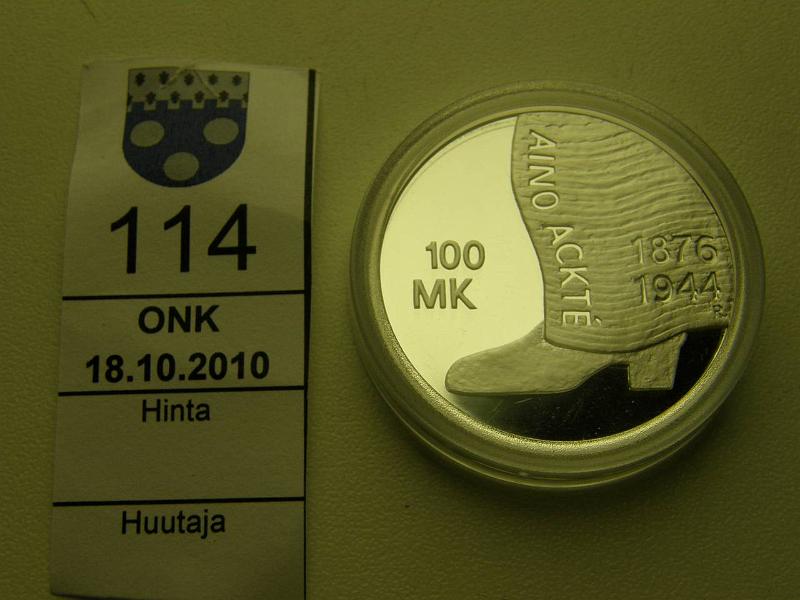 114
ONK
18.10.2010
Hinta
Huutaja
100
MK
AINO ACKTÉ
1876
1944